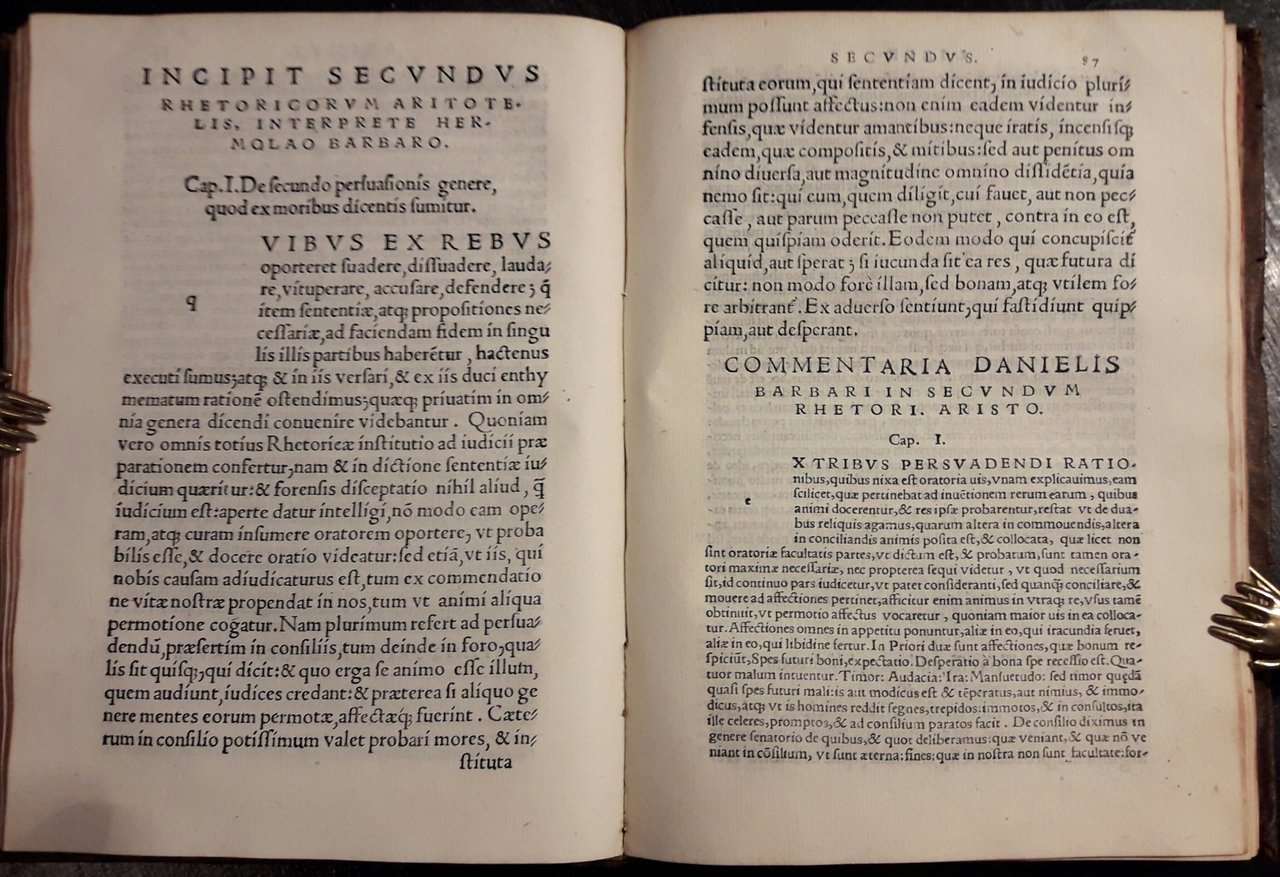 INCIPIT SECVNDVS
RHETORICORVM ARITOTE-
LIS, INTERPRETE HER-
MOLAO BARBARO.
Cap.I. De secundo persuasionis genere,
quod ex moribus dicentis sumitur.
q
VIBVS EX REBVS
oporteret suadere, dissuadere, lauda-
re, vituperare, accusare, defendere; q̃
item sententiæ, atq; propositiones ne-
cessariæ, ad faciendam fidem in singu
lis illis partibus haberẽtur, hactenus
executi sumus; atq; & in iis versari, & ex iis duci enthy
mematum rationẽ ostendimus; quæq; priuatim in om-
nia genera dicendi conuenire videbantur. Quoniam
vero omnis totius Rhetoricæ institutio ad iudicii præ
parationem confertur, nam & in dictione sententiæ iu-
dicium quæritur: & forensis disceptatio nihil aliud, q̃
iudicium est: aperte datur intelligi, nõ modo eam ope-
ram, atq; curam insumere oratorem oportere, vt proba
bilis esse, & docere oratio videatur: sed etiã, vt iis, qui
nobis causam adiudicaturus est, tum ex commendatio
ne vitæ nostræ propendat in nos, tum vt animi aliqua
permotione cogatur. Nam plurimum refert ad persua-
dendũ, præsertim in consiliis, tum deinde in foro, qua-
lis sit quisq; qui dicit: & quo erga se animo esse illum,
quem audiunt, iudices credant: & præterea si aliquo ge
nere mentes eorum permotæ, affectæq; fuerint. Cæte-
rum in consilio potissimum valet probari mores, & in-
stituta
SECVNDVS. 87
stituta eorum, qui sententiam dicent, in iudicio pluri-
mum possunt affectus: non enim eadem videntur in-
fensis, quæ videntur amantibus: neque iratis, incensisq;
eadem, quæ compositis, & mitibus: sed aut penitus om
nino diuersa, aut magnitudine omnino dissidẽtia, quia
nemo sit: qui eum, quem diligit, cui fauet, aut non pec-
casse, aut parum peccasse non putet, contra in eo est,
quem quispiam oderit. Eodem modo qui concupiscit
aliquid, aut sperat; si iucunda sit ea res, quæ futura di
citur: non modo fore illam, sed bonam, atq; vtilem fo-
re arbitrant̃. Ex aduerso sentiunt, qui fastidiunt quip-
piam, aut desperant.
COMMENTARIA DANIELIS
BARBARI IN SECVNDVM
RHETORI. ARISTO.
Cap. I.
e
X TRIBVS PERSVADENDI RATIO-
nibus, quibus nixa est oratoria uis, vnam explicauimus, eam
scilicet, quæ pertinebat ad inuẽtionem rerum earum, quibus
animi docerentur, & res ipsæ probarentur, restat vt de dua-
bus reliquis agamus, quarum altera in commouendis, altera
in conciliandis animis posita est, & collocata, quæ licet non
sint oratoriæ facultatis partes, vt dictum est, & probatum, sunt tamen ora-
tori maximæ necessariæ, nec propterea sequi videtur, vt quod necessarium
sit, id continuo pars iudicetur, vt patet consideranti, sed quanq; conciliare, &
mouere ad affectiones pertinet, afficitur enim animus in vtraq; re, vsus tamẽ
obtinuit, vt permotio affectus vocaretur, quoniam maior uis in ea colloca-
tur. Affectiones omnes in appetitu ponuntur, aliæ in eo, qui iracundia feruet,
aliæ in eo, qui libidine fertur. In Priori duæ sunt affectiones, quæ bonum re-
spiciũt, Spes futuri boni, expectatio. Desperatio à bona spe recessio est. Qua-
tuor malum intuentur. Timor: Audacia: Ira: Mansuetudo: sed timor quẽdã
quasi spes futuri mali: is aut modicus est & tẽperatus, aut nimius, & immo-
dicus, atq; vt is homines reddit segnes, trepidos: immotos, & in consultos, ita
ille celeres, promptos, & ad consilium paratos facit. De consilio diximus in
genere senatorio de quibus, & quot deliberamus: quæ veniant, & quæ nõ ve
niant in cõsilium, vt sunt æterna: fines: quæ in nostra non sunt facultate: for-